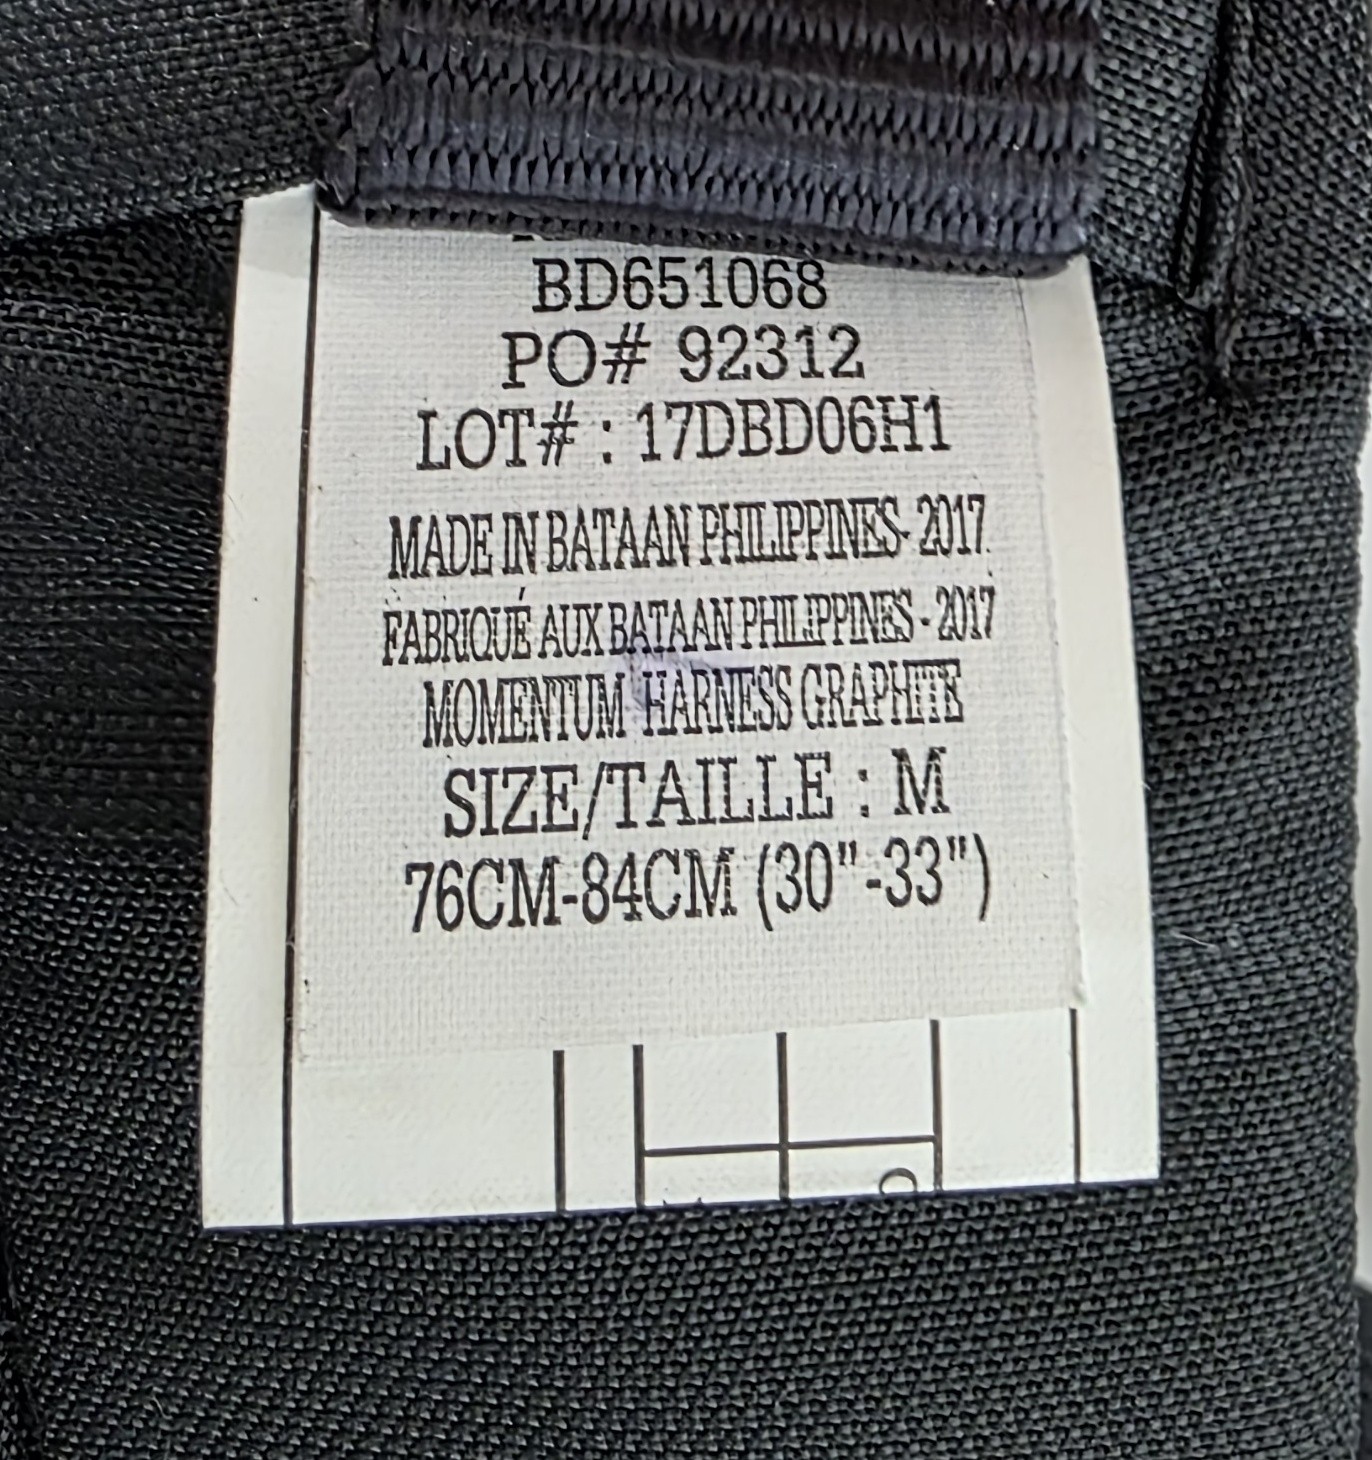 BD651068
PO# 92312
LOT# : 17DBD06H1
MADE IN BATAAN PHILIPPINES- 2017.
FABRIQUÉ AUX BATAAN PHILIPPINES - 2017
MOMENTUM HARNESS GRAPHITE
SIZE/TAILLE : M
76CM-84CM (30"-33")